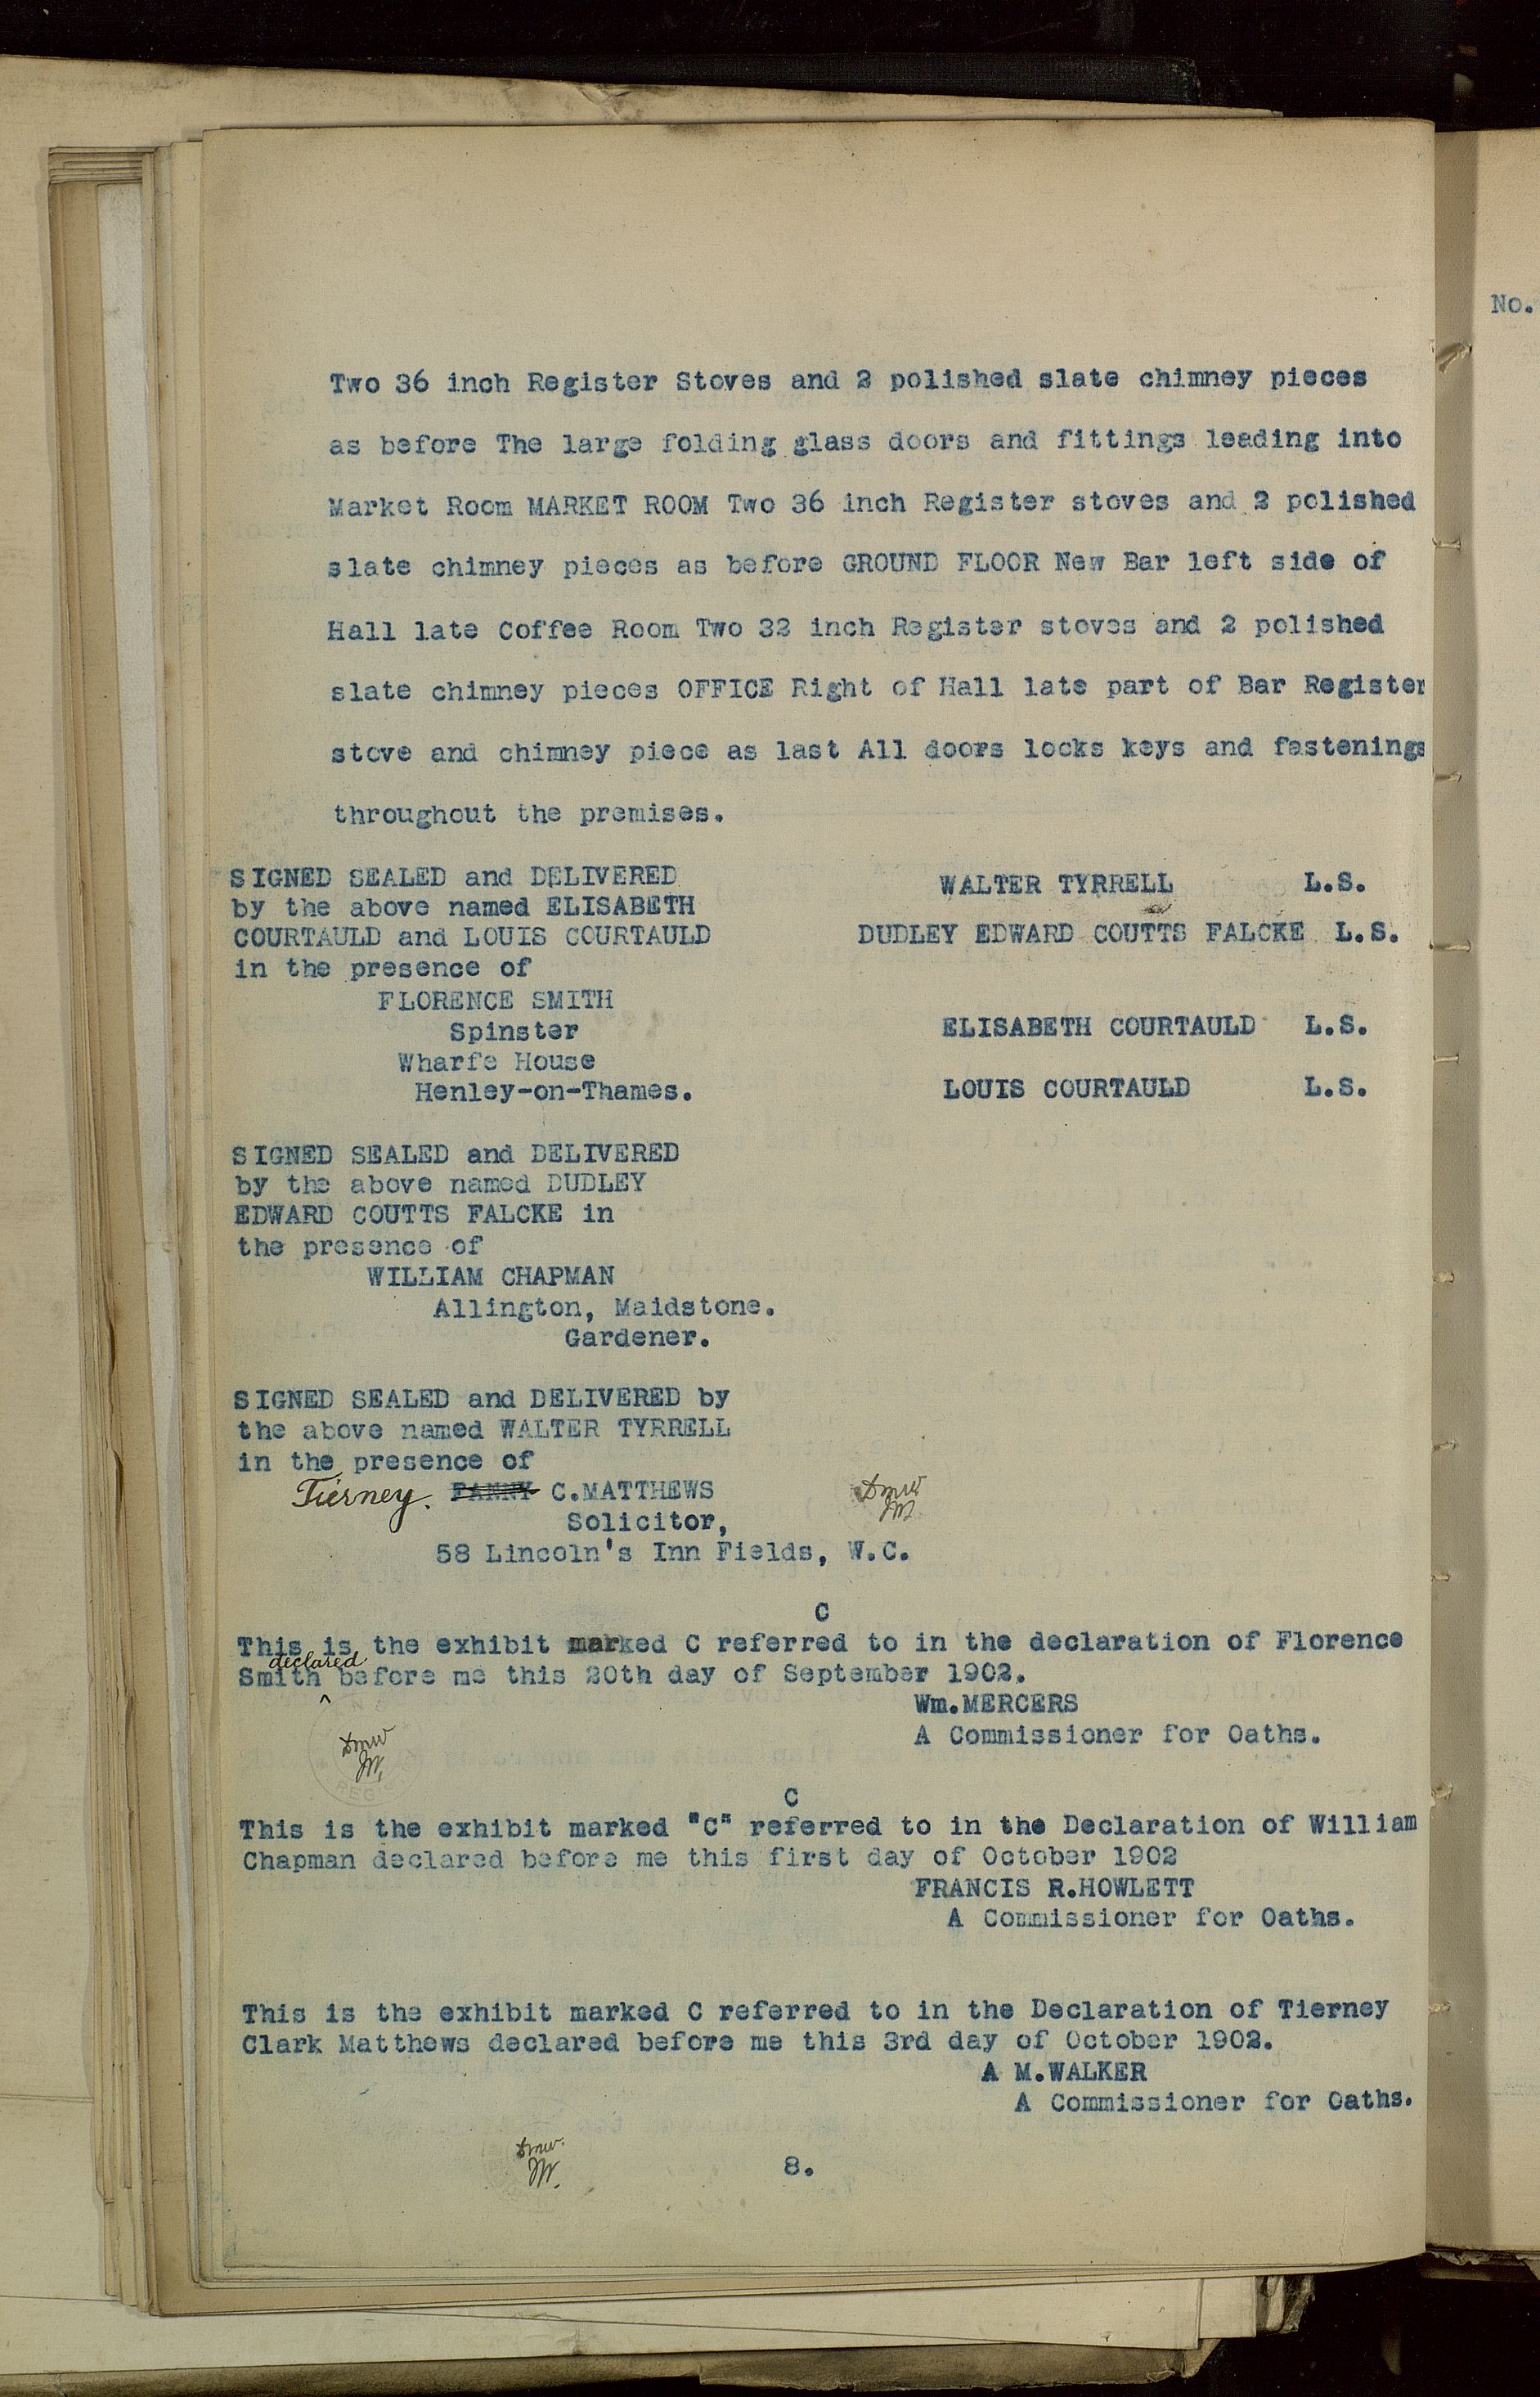 No.
Two 36 inch Register Stoves and 2 polished slate chimney pieces
as before The large folding glass doors and fittings leading into
Market Room MARKET ROOM Two 36 inch Register stoves and 2 polished
slate chimney pieces as before GROUND FLOOR New Bar left side of
Hall late Coffee Room Two 32 inch Register stoves and 2 polished
slate chimney pieces OFFICE Right of Hall late part of Bar Register
stove and chimney piece as last All doors locks keys and fastenings
throughout the premises.
SIGNED SEALED and DELIVERED
by the above named ELISABETH
COURTAULD and LOUIS COURTAULD
in the presence of
FLORENCE SMITH
Spinster
Wharfe House
Henley-on-Thames.
WALTER TYRRELL L.S.
DUDLEY EDWARD COUTTS FALCKE L.S.
ELISABETH COURTAULD L.S.
LOUIS COURTAULD L.S.
SIGNED SEALED and DELIVERED
by the above named DUDLEY
EDWARD COUTTS FALCKE in
the presence of
WILLIAM CHAPMAN
Allington, Maidstone.
Gardener.
SIGNED SEALED and DELIVERED by
the above named WALTER TYRRELL
in the presence of
Tierney. FANNY C.MATTHEWS
Solicitor,
58 Lincoln's Inn Fields, W.C.
C
This is the exhibit marked C referred to in the declaration of Florence
declared
Smith before me this 20th day of September 1902.
Wm.MERCERS
A Commissioner for Oaths.
C
This is the exhibit marked "C" referred to in the Declaration of William
Chapman declared before me this first day of October 1902
FRANCIS R.HOWLETT
A Commissioner for Oaths.
This is the exhibit marked C referred to in the Declaration of Tierney
Clark Matthews declared before me this 3rd day of October 1902.
A M.WALKER
A Commissioner for Oaths.
8.